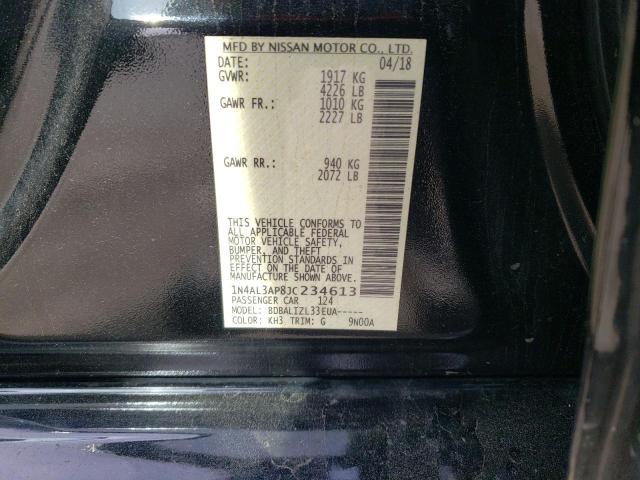 MFD BY NISSAN MOTOR CO., LTD.
DATE: 04/18
GVWR: 1917 KG
4226 LB
GAWR FR.: 1010 KG
2227 LB
GAWR RR.: 940 KG
2072 LB
THIS VEHICLE CONFORMS TO
ALL APPLICABLE FEDERAL
MOTOR VEHICLE SAFETY,
BUMPER, AND THEFT
PREVENTION STANDARDS IN
EFFECT ON THE DATE OF
MANUFACTURE SHOWN ABOVE.
1N4AL3AP8JC234613
PASSENGER CAR 124
MODEL: BDBALIZL33EUA-----
COLOR: KH3 TRIM: G 9N00A